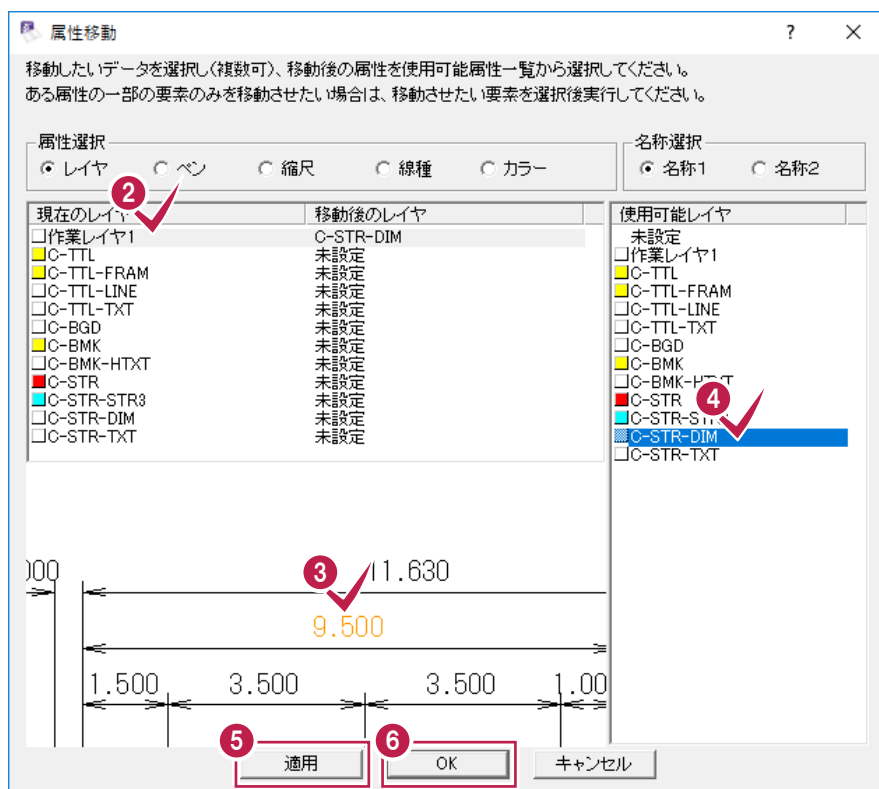 属性移動 ? ×
移動したいデータを選択し(複数可)、移動後の属性を使用可能属性一覧から選択してください。
ある属性の一部の要素のみを移動させたい場合は、移動させたい要素を選択後実行してください。
属性選択 名称選択
レイヤ ペン 縮尺 線種 カラー 名称1 名称2
2
現在のレイヤ 移動後のレイヤ 使用可能レイヤ
作業レイヤ1 C-STR-DIM 未設定
C-TTL 未設定 作業レイヤ1
C-TTL-FRAM 未設定 C-TTL
C-TTL-LINE 未設定 C-TTL-FRAM
C-TTL-TXT 未設定 C-TTL-LINE
C-BGD 未設定 C-TTL-TXT
C-BMK 未設定 C-BGD
C-BMK-HTXT 未設定 C-BMK
C-STR 未設定 C-BMK-HTXT
C-STR-STR3 未設定 C-STR 4
C-STR-DIM 未設定
C-STR-TXT 未設定 C-STR-DIM
C-STR-TXT
000 3 11.630
9.500
1.500 3.500 3.500 1.00
5 6
適用 OK キャンセル